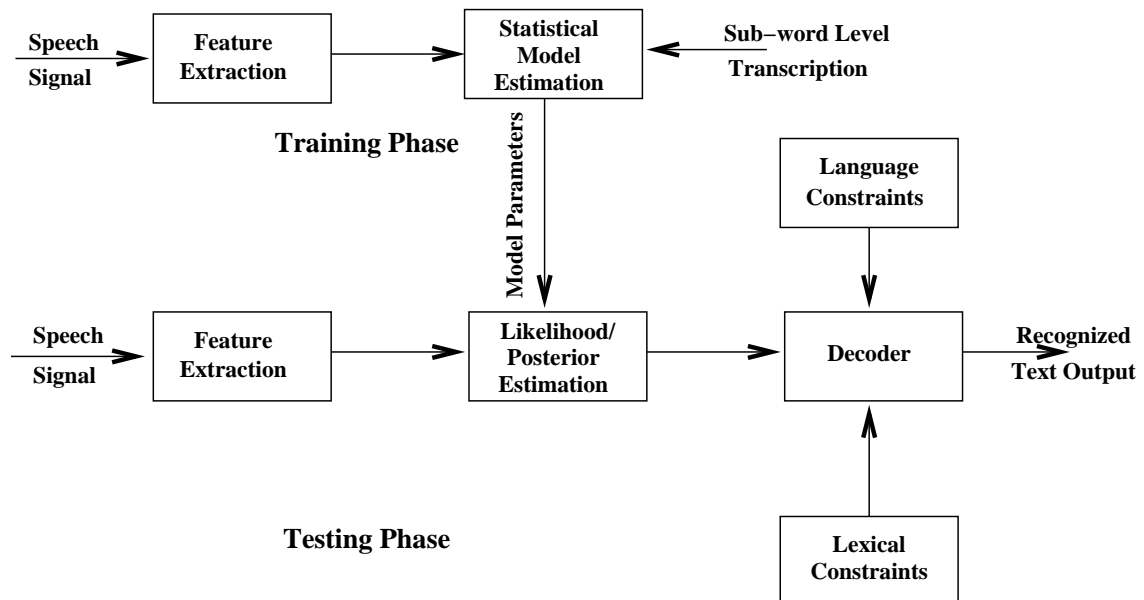 Speech
Signal
Feature
Extraction
Statistical
Model
Estimation
Sub−word Level
Transcription
Training Phase
Model Parameters
Language
Constraints
Speech
Signal
Feature
Extraction
Likelihood/
Posterior
Estimation
Decoder
Recognized
Text Output
Testing Phase
Lexical
Constraints